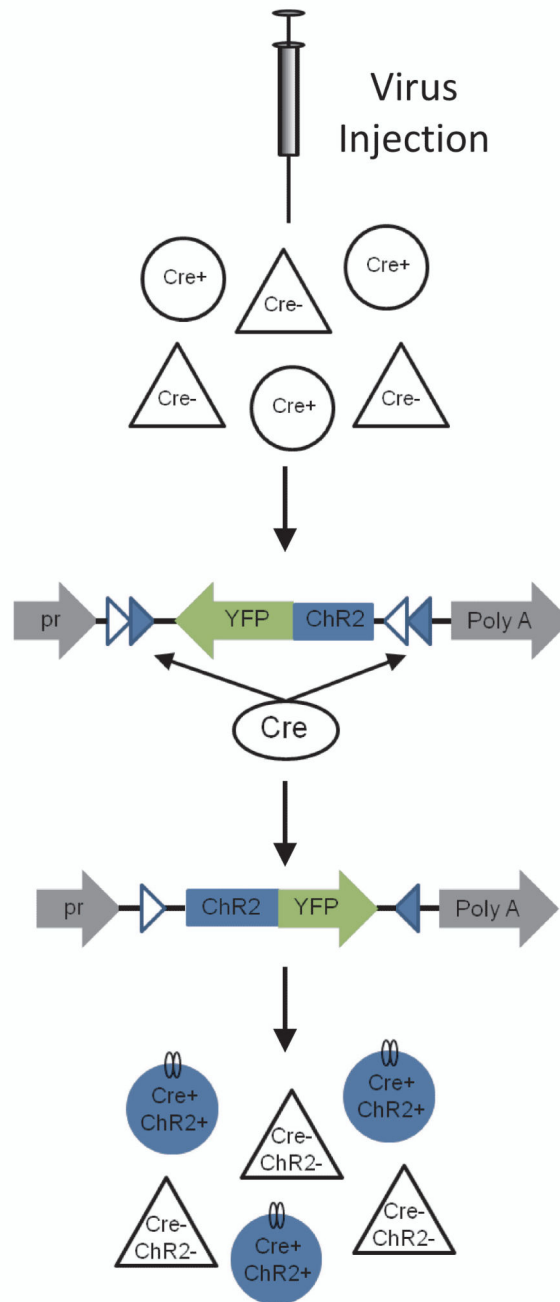 Virus
Injection
Cre+
Cre-
Cre+
Cre-
Cre+
Cre-
pr
YFP
ChR2
Poly A
Cre
pr
ChR2
YFP
Poly A
Cre+
ChR2+
Cre-
ChR2-
Cre+
ChR2+
Cre-
ChR2-
Cre+
ChR2+
Cre-
ChR2-